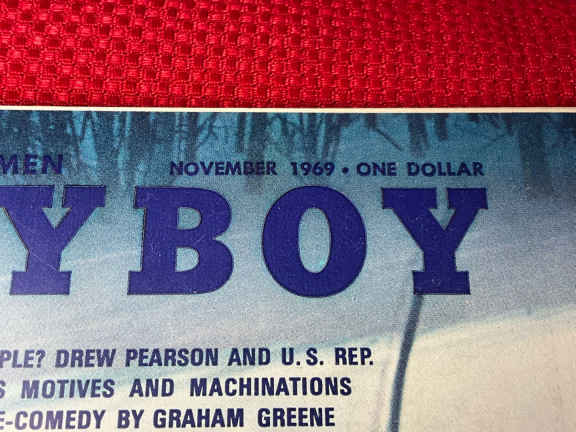 MEN NOVEMBER 1969 • ONE DOLLAR
YBOY
PLE? DREW PEARSON AND U.S. REP.
S MOTIVES AND MACHINATIONS
E-COMEDY BY GRAHAM GREENE